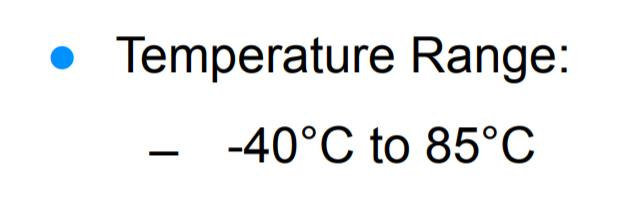 ● Temperature Range:
– -40°C to 85°C